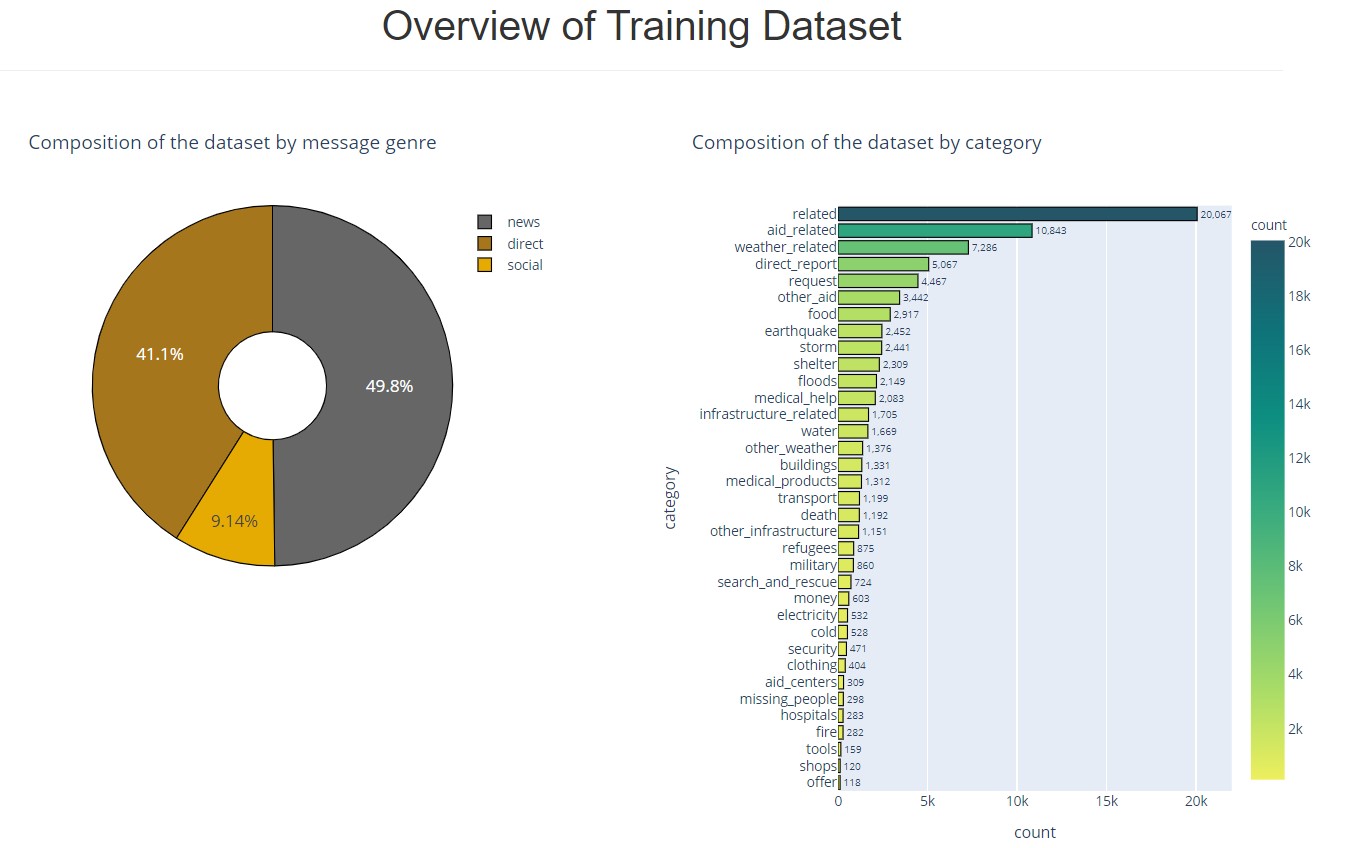 Overview of Training Dataset
Composition of the dataset by message genre
news
direct
social
41.1%
49.8%
9.14%
Composition of the dataset by category
category
related 20,067
aid_related 10,843
weather_related 7,286
direct_report 5,067
request 4,467
other_aid 3,442
food 2,917
earthquake 2,452
storm 2,441
shelter 2,309
floods 2,149
medical_help 2,083
infrastructure_related 1,705
water 1,669
other_weather 1,376
buildings 1,331
medical_products 1,312
transport 1,199
death 1,192
other_infrastructure 1,151
refugees 875
military 860
search_and_rescue 724
money 603
electricity 532
cold 528
security 471
clothing 404
aid_centers 309
missing_people 298
hospitals 283
fire 282
tools 159
shops 120
offer 118
0 5k 10k 15k 20k
count
count
20k
18k
16k
14k
12k
10k
8k
6k
4k
2k